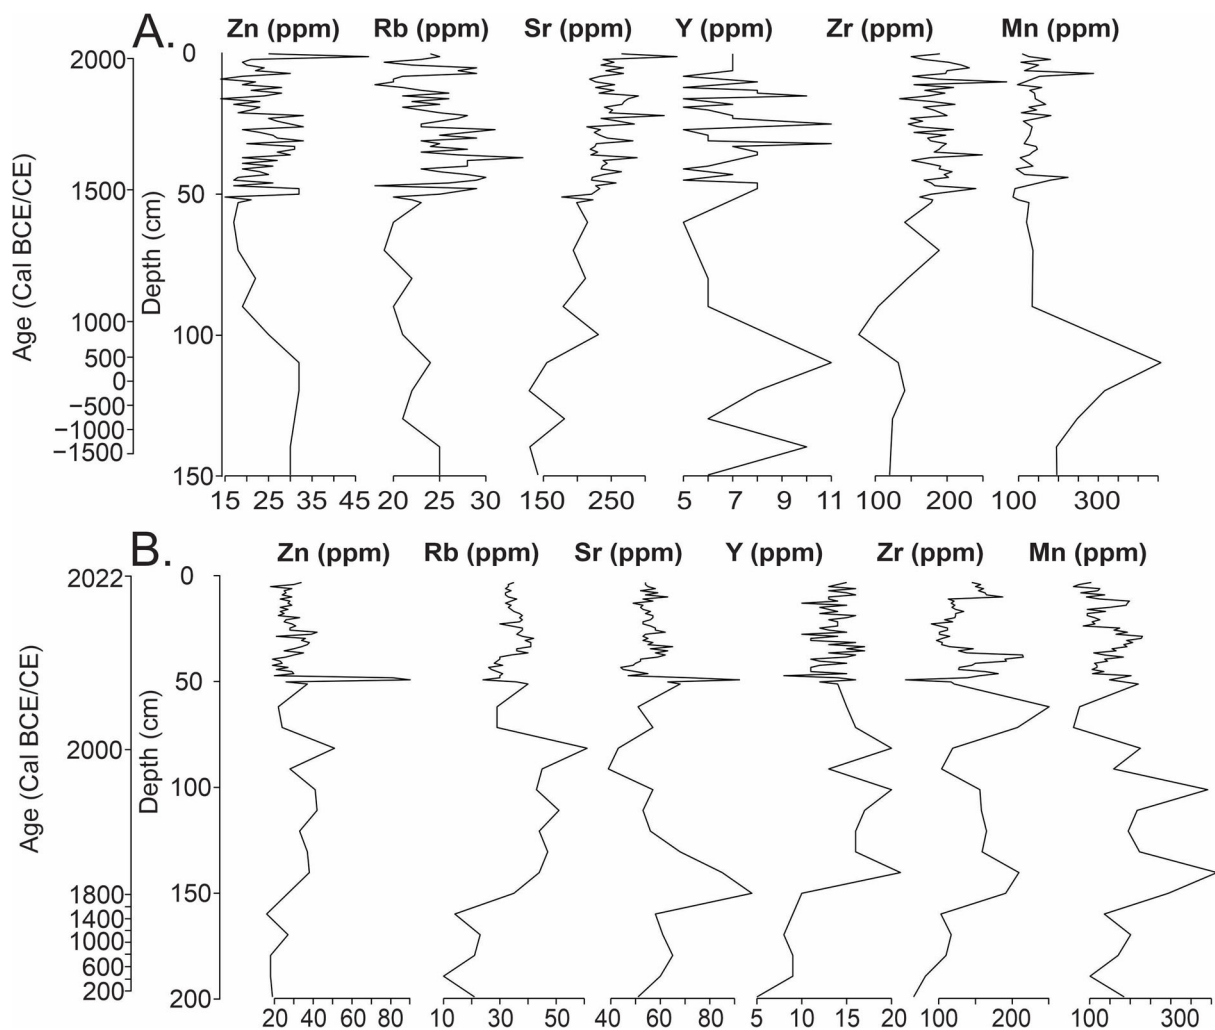 A.
Zn (ppm) Rb (ppm) Sr (ppm) Y (ppm) Zr (ppm) Mn (ppm)
2000 0
1500 50
1000 100
500
0
−500
−1000
−1500
150
Age (Cal BCE/CE)
Depth (cm)
15 25 35 45 20 25 30 150 250 5 7 9 11 100 200 100 300
B.
Zn (ppm) Rb (ppm) Sr (ppm) Y (ppm) Zr (ppm) Mn (ppm)
2022 0
50
2000
100
1800 150
1400
1000
600
200
200
Age (Cal BCE/CE)
Depth (cm)
20 40 60 80 20 40 60 40 60 80 5 10 15 20 100 200 100 300